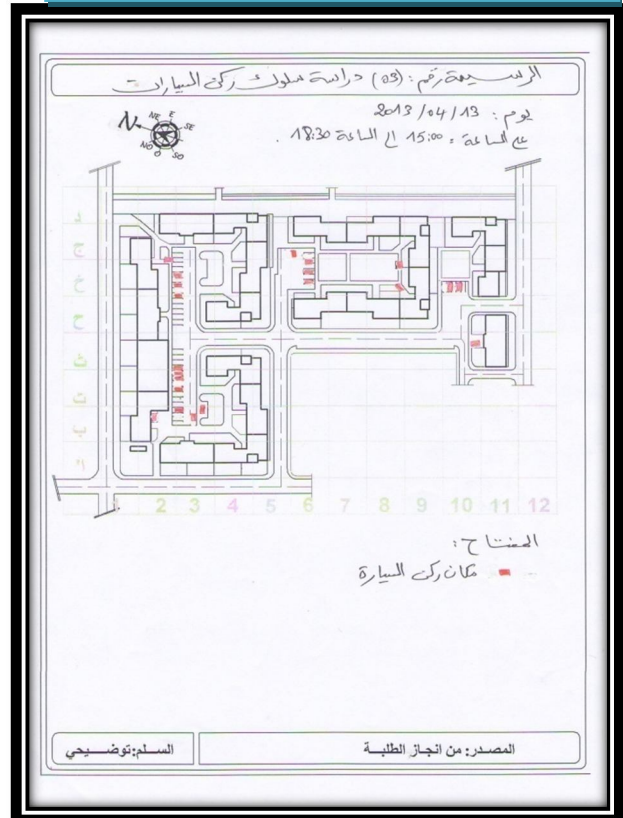 الرسيمة رقم: (03) دراسة سلوك ركن السيارات
يوم: 13/04/2013
على الساعة: 15:00 إلى الساعة 18:30.
N NE E SE
NO O SO
د
ج
خ
ح
ث
ت
ب
أ
1 2 3 4 5 6 7 8 9 10 11 12
المفتاح:
مكان ركن السيارة
المصدر: من انجاز الطلبة
السلم: توضيحي